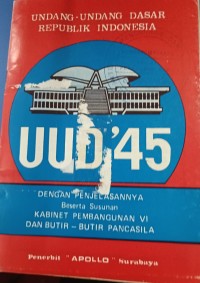 UNDANG-UNDANG DASAR
REPUBLIK INDONESIA
UUD'45
DENGAN PENJELASANNYA
Beserta Susunan
KABINET PEMBANGUNAN VI
DAN BUTIR - BUTIR PANCASILA
Penerbit "APOLLO" Surabaya